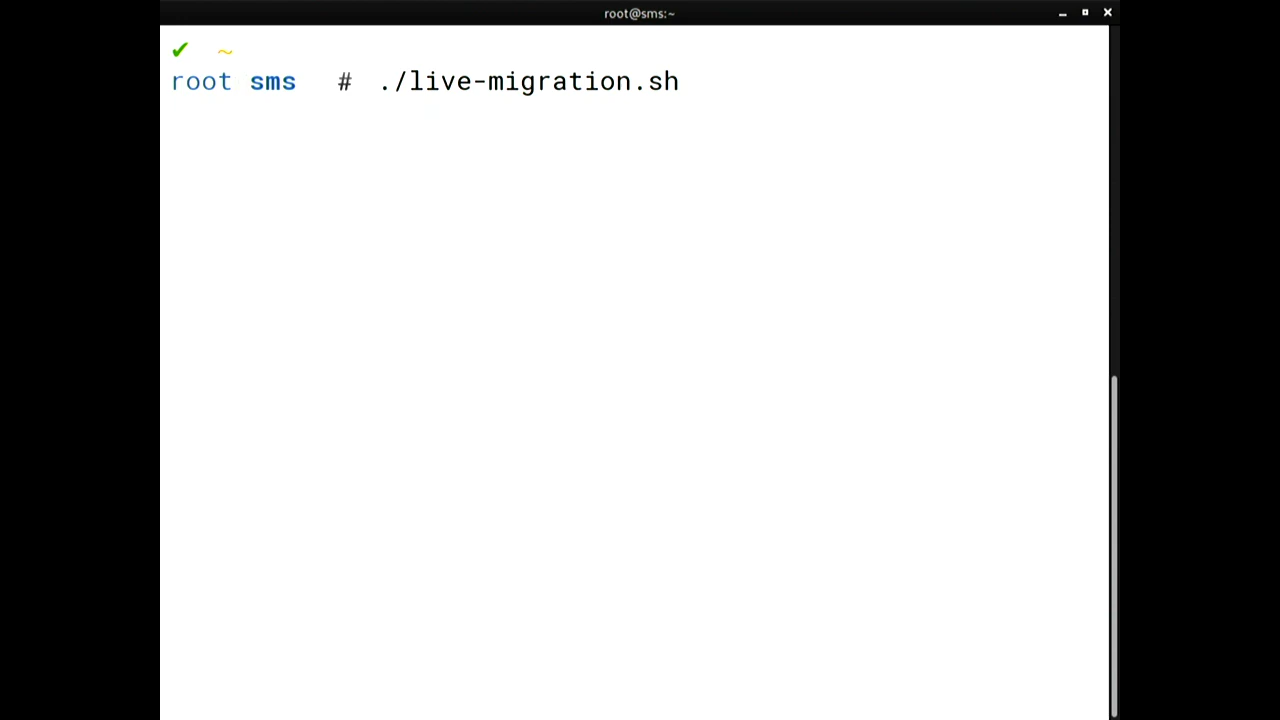 root@sms:~
✔ ~
root sms # ./live-migration.sh